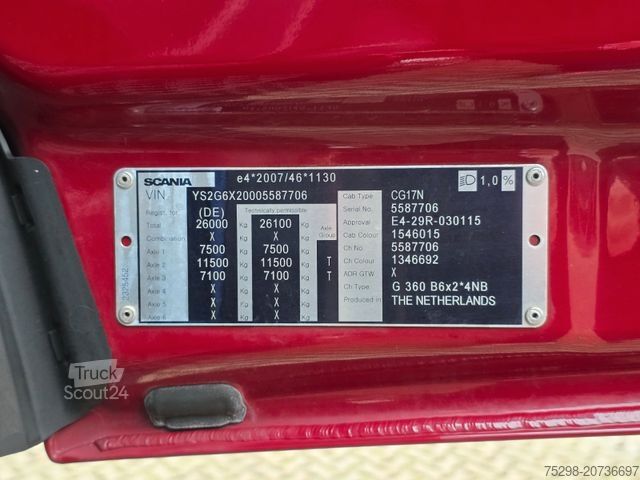 SCANIA e4*2007/46*1130 1,0%
VIN YS2G6X20005587706 Cab Type CG17N
Regist. for (DE) Technically permissible Serial No. 5587706
Total 26000 Kg 26100 Kg Axle Group Approval E4-29R-030115
Combination X Kg X Kg Cab Colour 1546015
Axle 1 7500 Kg 7500 Kg Ch No 5587706
Axle 2 11500 Kg 11500 Kg T Ch Colour 1346692
Axle 3 7100 Kg 7100 Kg T ADR GTW X
Axle 4 X Kg X Kg Ch Type G 360 B6x2*4NB
Axle 5 X Kg X Kg Produced in THE NETHERLANDS
Axle 6 X Kg X Kg
2375452
Truck
Scout24
75298-20736697